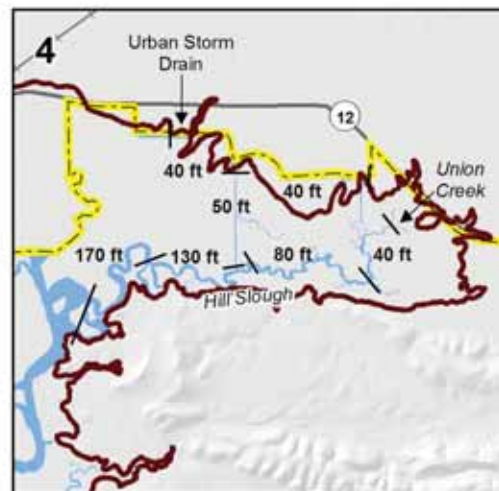 4
Urban Storm
Drain
12
40 ft
40 ft
Union
Creek
50 ft
170 ft
130 ft
80 ft
40 ft
Hill Slough